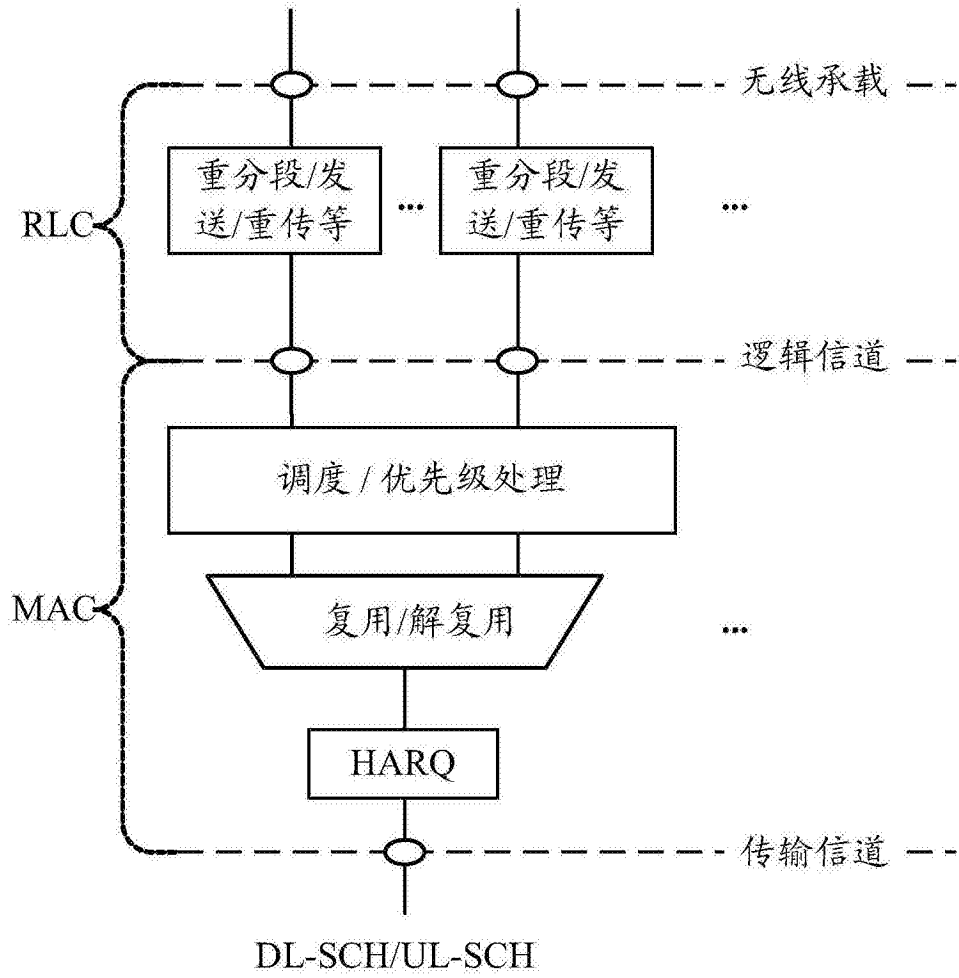 无线承载
重分段/发
送/重传等
...
重分段/发
送/重传等
...
RLC
逻辑信道
调度 / 优先级处理
MAC
复用/解复用
...
HARQ
传输信道
DL-SCH/UL-SCH